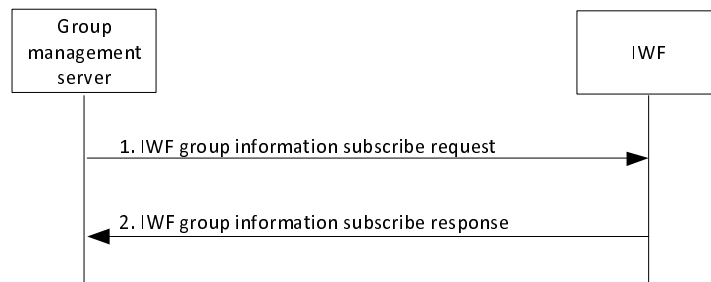 Group
management
server
IWF
1. IWF group information subscribe request
2. IWF group information subscribe response